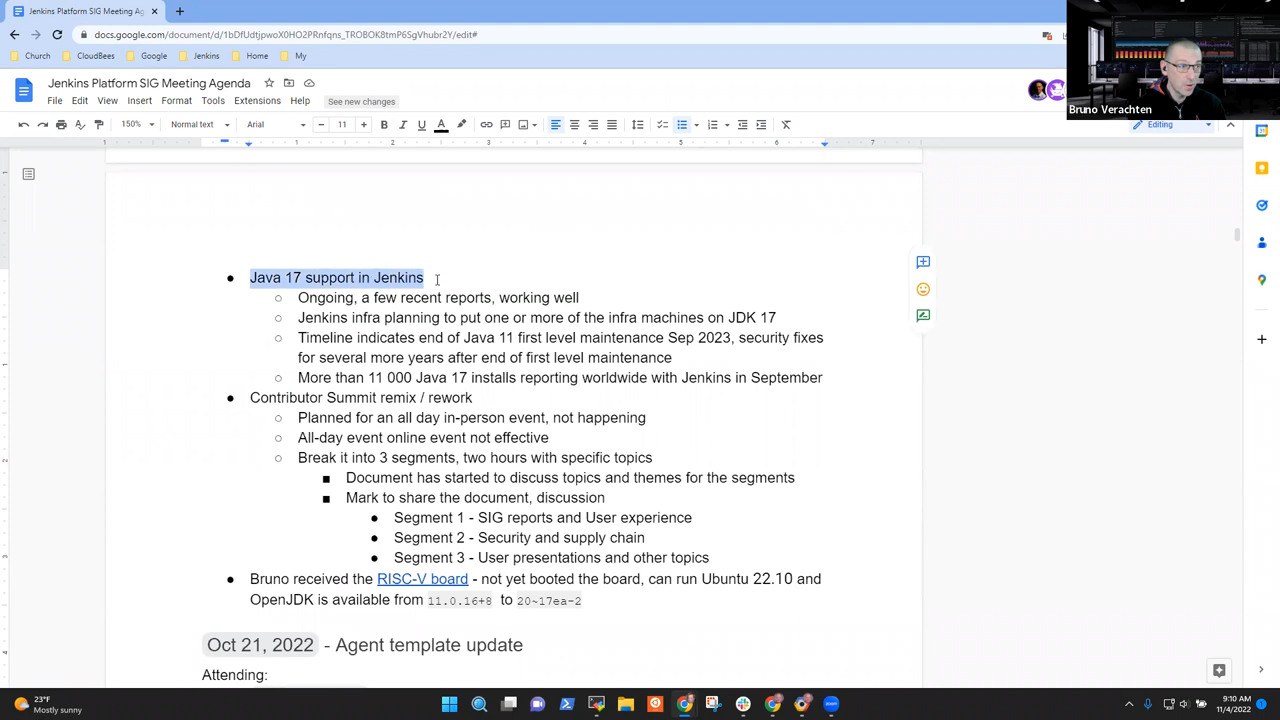 Jenkins Platform SIG Meeting Ag
docs.google.com/document/d/1bDfUdtjpwoX0HO2PRnfqns_TROBOK8tmP6QqzCJbr2Y/edit
Church
CloudBees
Google
Jenkins
Home
My
Jenkins Platform SIG Meeting Agenda
File
Edit
View
Insert
Format
Tools
Extensions
Help
See new changes
150%
Normal text
Arial
Editing
Bruno Verachten
Java 17 support in Jenkins
Ongoing, a few recent reports, working well
Jenkins infra planning to put one or more of the infra machines on JDK 17
Timeline indicates end of Java 11 first level maintenance Sep 2023, security fixes
for several more years after end of first level maintenance
More than 11 000 Java 17 installs reporting worldwide with Jenkins in September
Contributor Summit remix / rework
Planned for an all day in-person event, not happening
All-day event online event not effective
Break it into 3 segments, two hours with specific topics
Document has started to discuss topics and themes for the segments
Mark to share the document, discussion
Segment 1 - SIG reports and User experience
Segment 2 - Security and supply chain
Segment 3 - User presentations and other topics
Bruno received the RISC-V board - not yet booted the board, can run Ubuntu 22.10 and
OpenJDK is available from 11.0.16+8 to 20~17ea-2
Oct 21, 2022 - Agent template update
Attending:
23°F
Mostly sunny
9:10 AM
11/4/2022